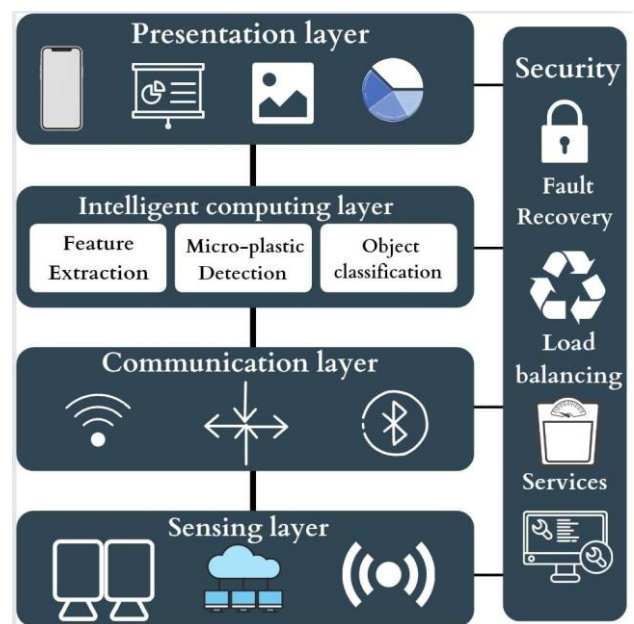 Presentation layer
Intelligent computing layer
Feature
Extraction
Micro-plastic
Detection
Object
classification
Communication layer
Sensing layer
Security
Fault
Recovery
Load
balancing
Services